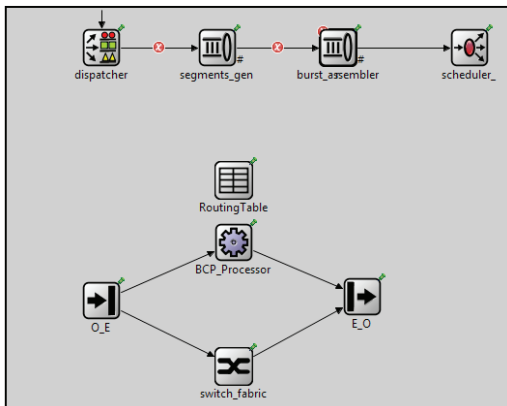 dispatcher
segments_gen
#
burst_assembler
#
scheduler_
RoutingTable
BCP_Processor
O_E
E_O
switch_fabric